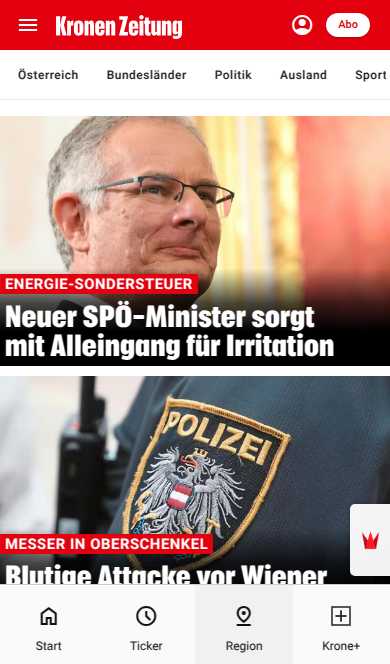 Kronen Zeitung
Abo
Österreich Bundesländer Politik Ausland Sport
ENERGIE-SONDERSTEUER
Neuer SPÖ-Minister sorgt
mit Alleingang für Irritation
POLIZEI
MESSER IN OBERSCHENKEL
Blutige Attacke vor Wiener
Start Ticker Region Krone+